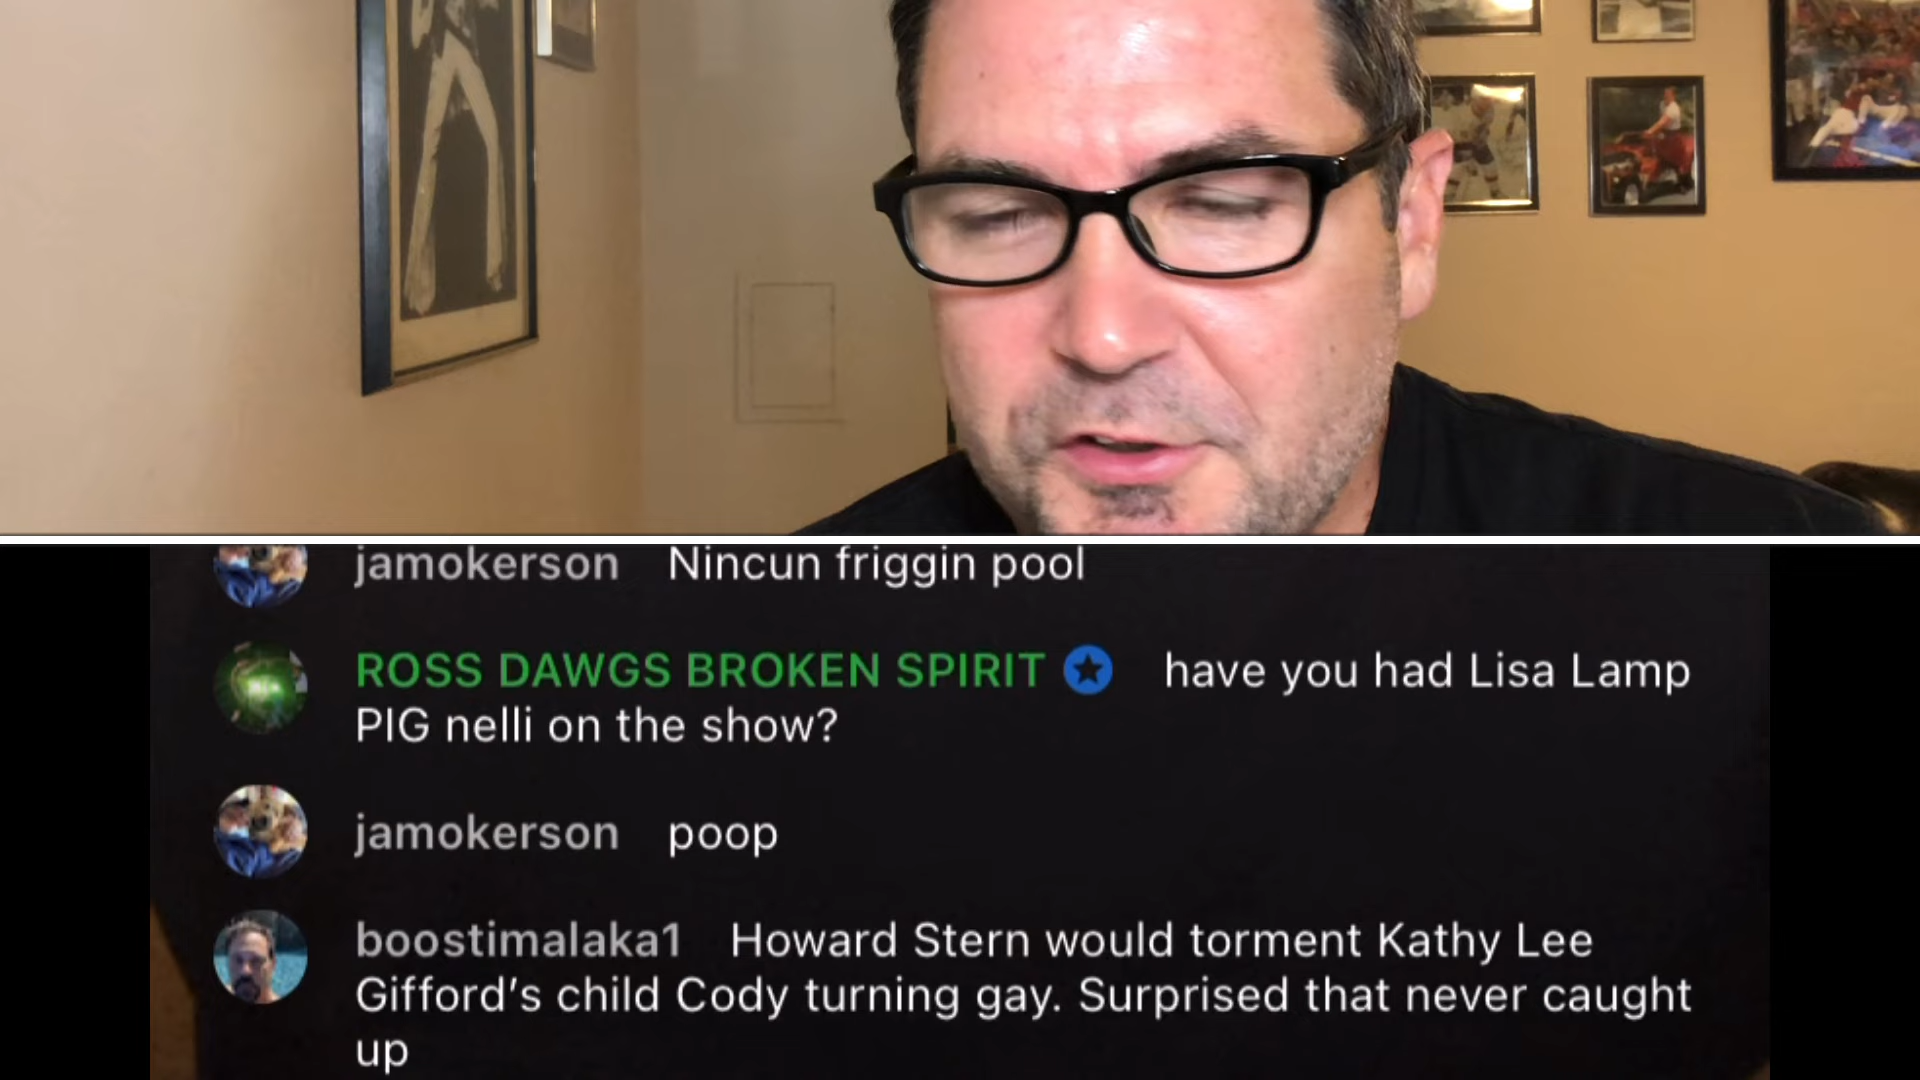 jamokerson Nincun friggin pool
ROSS DAWGS BROKEN SPIRIT have you had Lisa Lamp
PIG nelli on the show?
jamokerson poop
boostimalaka1 Howard Stern would torment Kathy Lee
Gifford's child Cody turning gay. Surprised that never caught
up